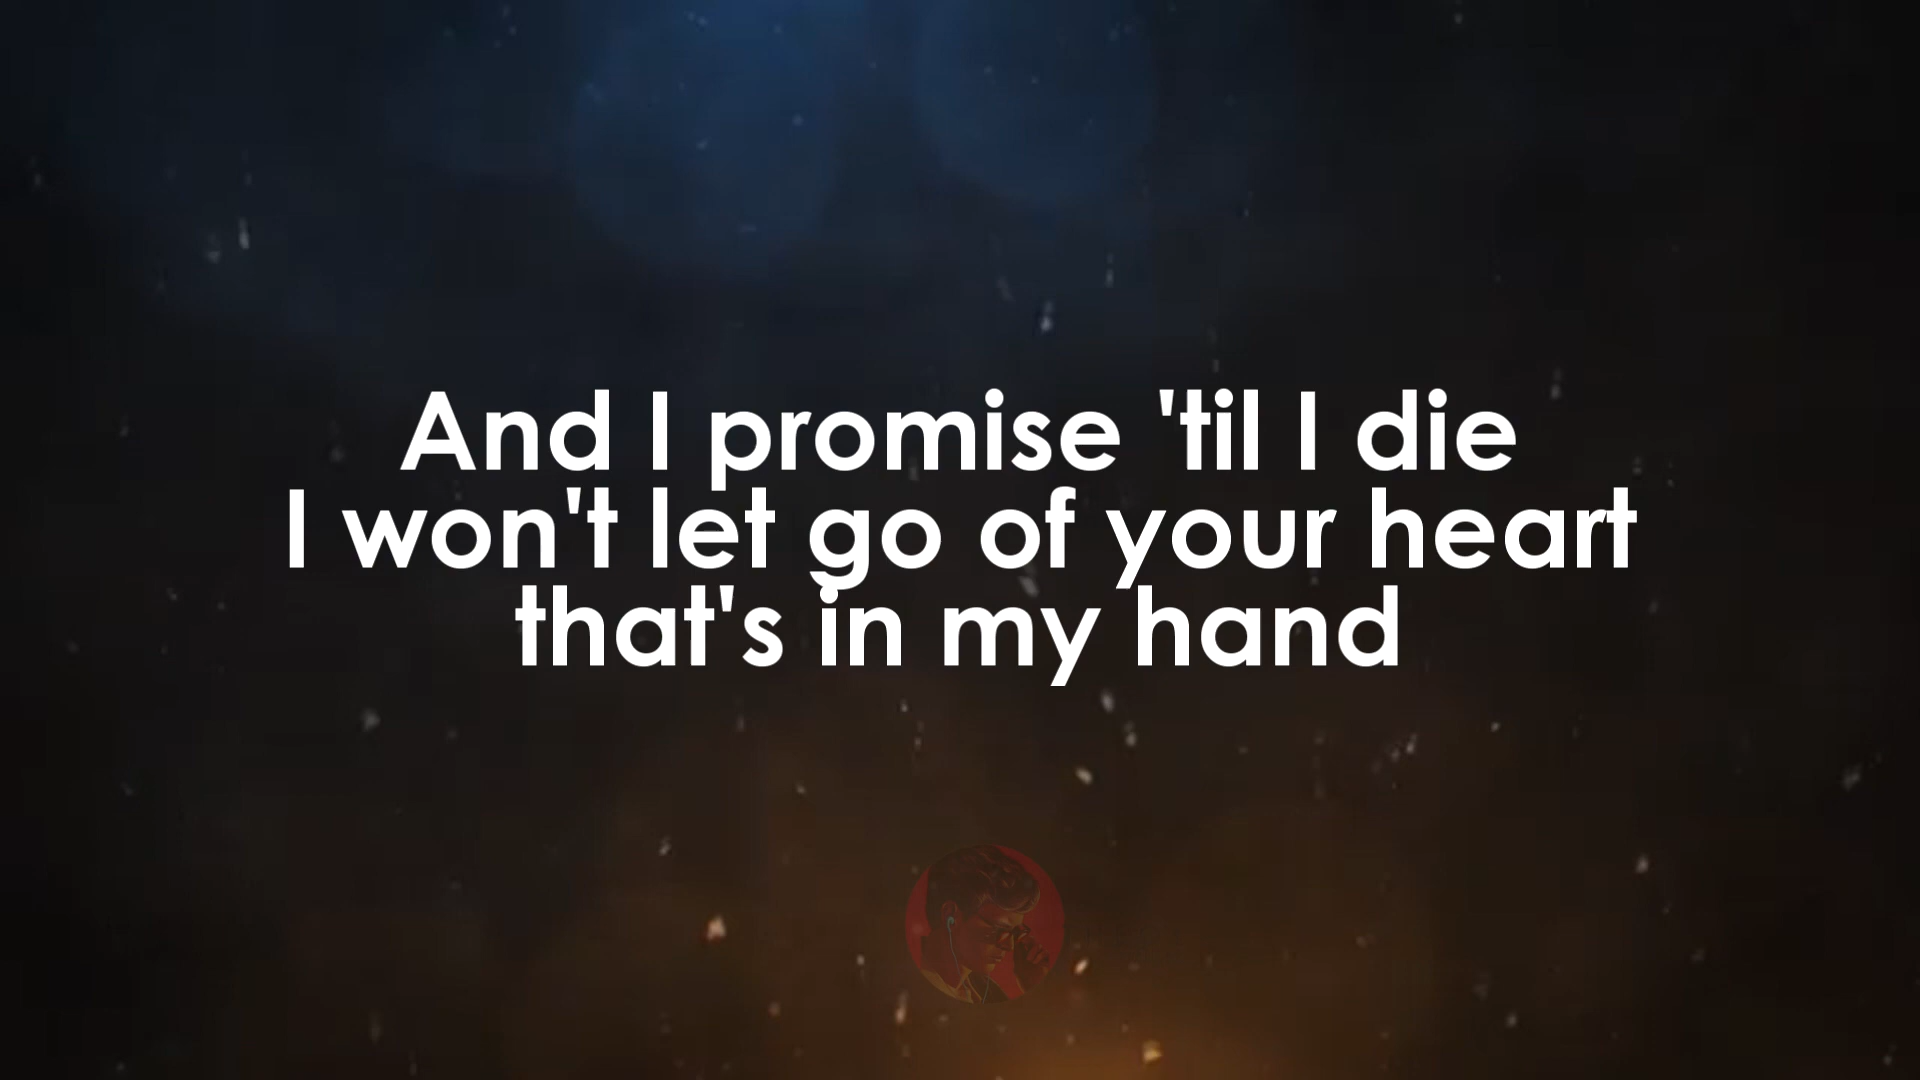 And I promise 'til I die
I won't let go of your heart
that's in my hand